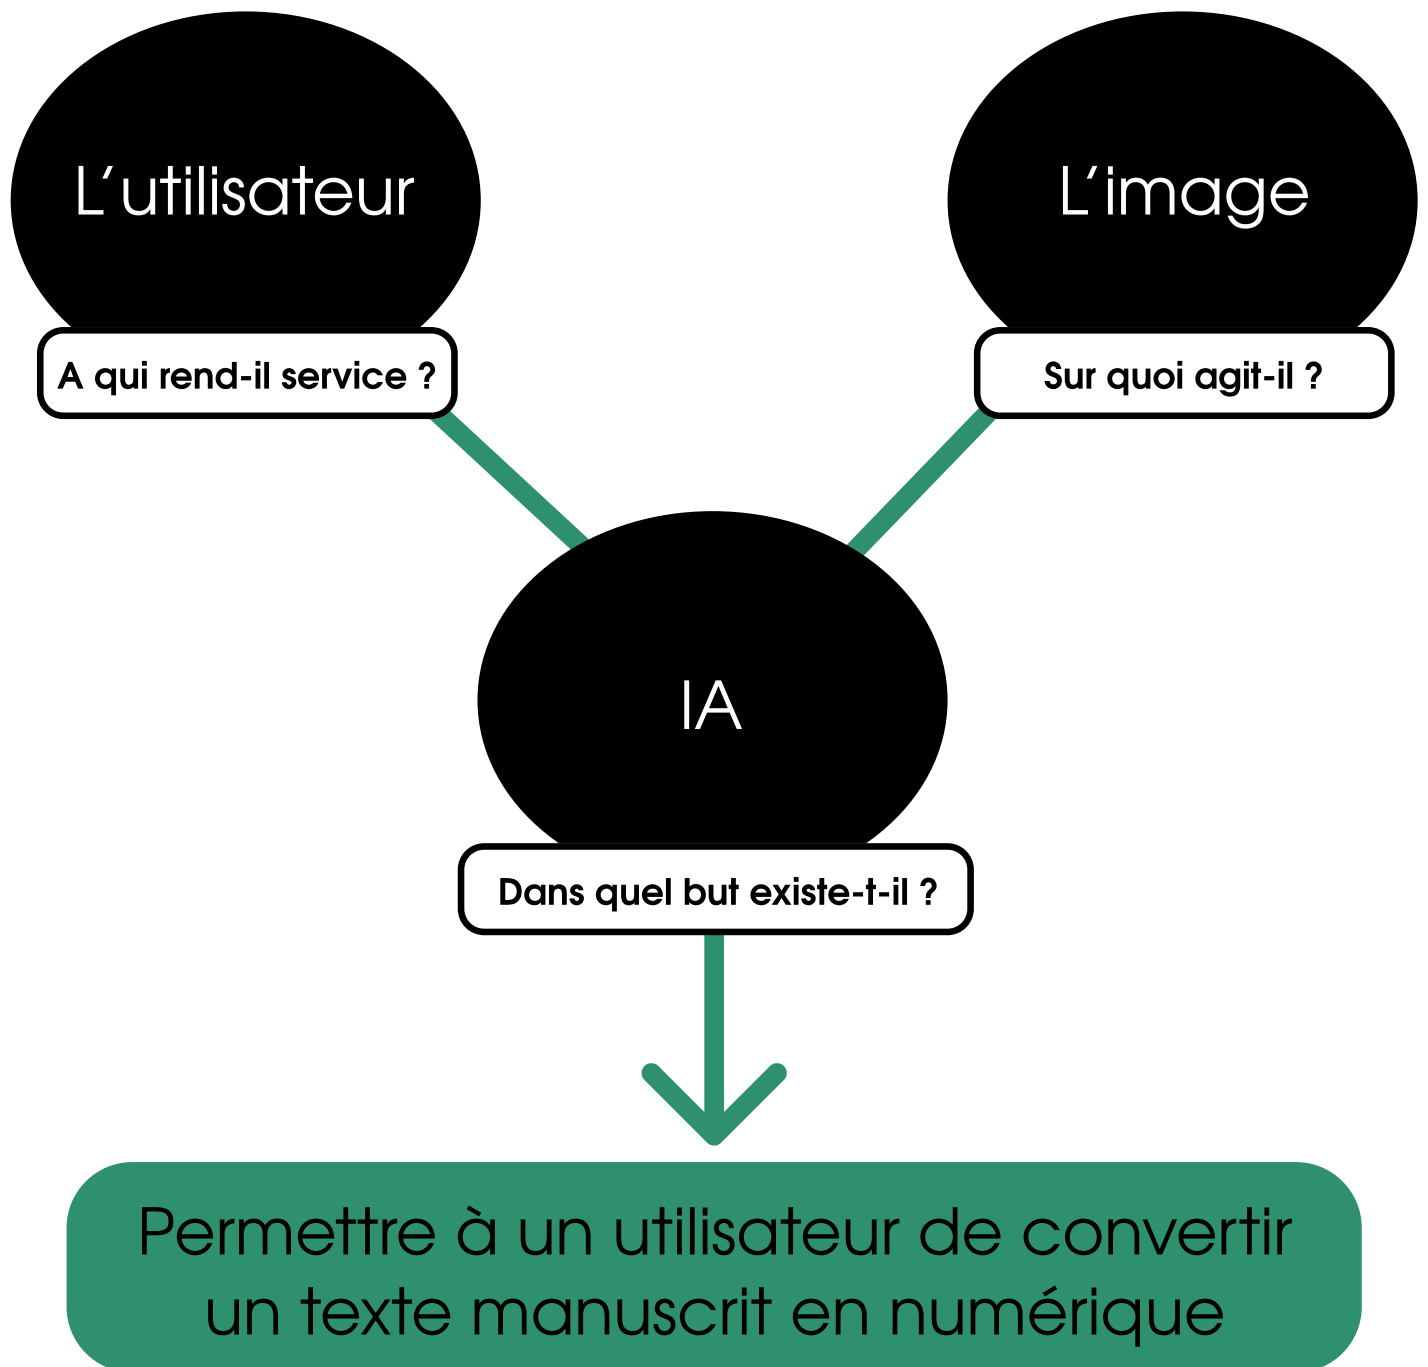 L'utilisateur
L'image
A qui rend-il service ?
Sur quoi agit-il ?
IA
Dans quel but existe-t-il ?
Permettre à un utilisateur de convertir
un texte manuscrit en numérique